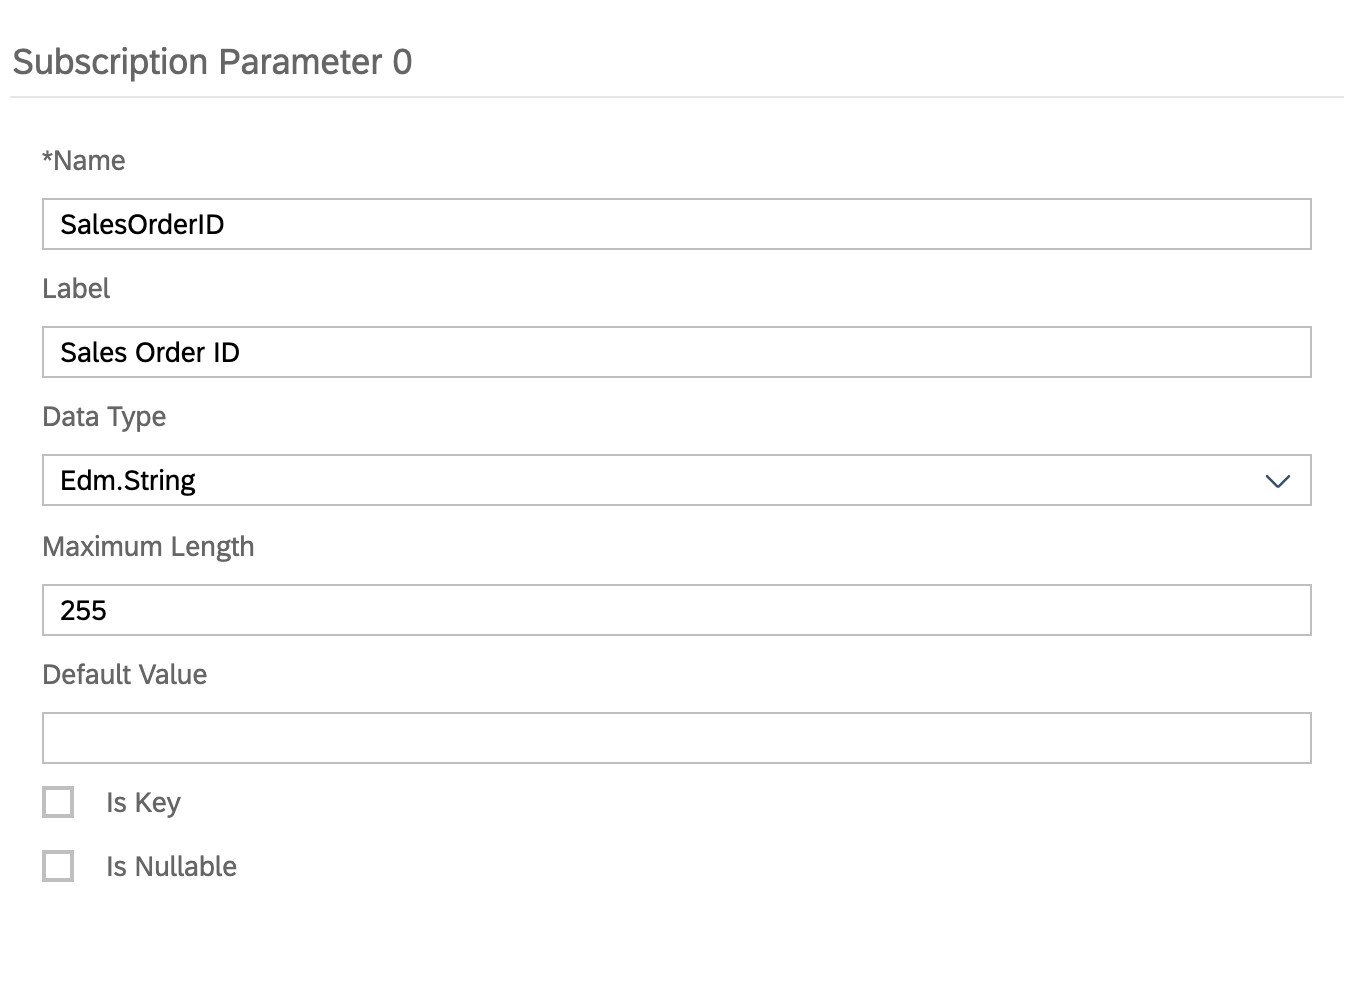 Subscription Parameter 0
*Name
SalesOrderID
Label
Sales Order ID
Data Type
Edm.String
Maximum Length
255
Default Value
Is Key
Is Nullable